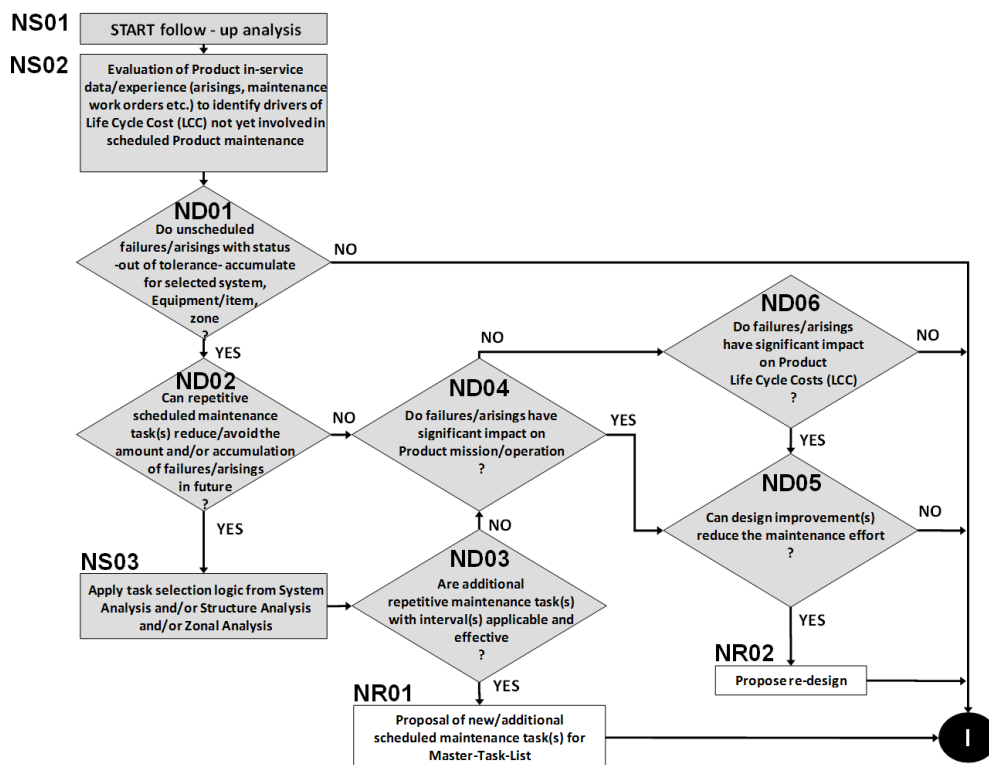 NS01
START follow - up analysis
NS02
Evaluation of Product in-service
data/experience (arisings, maintenance
work orders etc.) to identify drivers of
Life Cycle Cost (LCC) not yet involved in
scheduled Product maintenance
ND01
Do unscheduled
failures/arisings with status
-out of tolerance- accumulate
for selected system,
Equipment/item,
zone
?
NO
YES
ND02
Can repetitive
scheduled maintenance
task(s) reduce/avoid the
amount and/or accumulation
of failures/arisings
in future
?
NO
YES
NS03
Apply task selection logic from System
Analysis and/or Structure Analysis
and/or Zonal Analysis
ND03
Are additional
repetitive maintenance task(s)
with interval(s) applicable and
effective
?
NO
YES
NR01
Proposal of new/additional
scheduled maintenance task(s) for
Master-Task-List
ND04
Do failures/arisings have
significant impact on
Product mission/operation
?
NO
YES
ND06
Do failures/arisings
have significant impact
on Product
Life Cycle Costs (LCC)
?
NO
YES
ND05
Can design improvement(s)
reduce the maintenance effort
?
NO
YES
NR02
Propose re-design
I